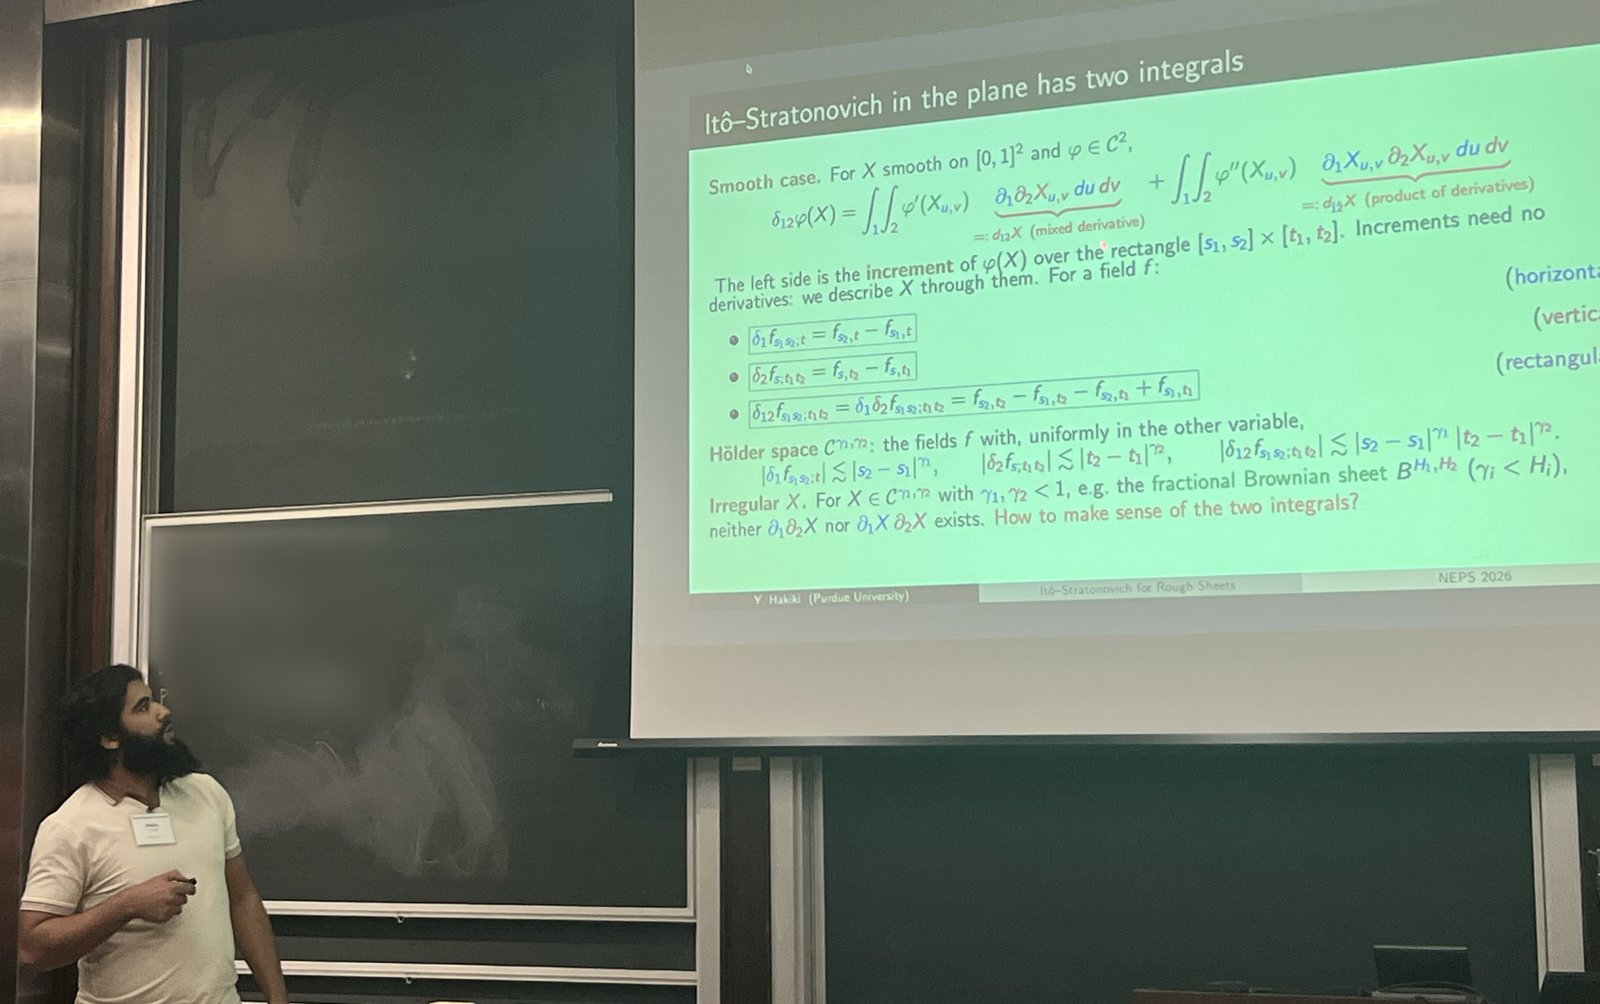 Itô–Stratonovich in the plane has two integrals
Smooth case. For X smooth on [0, 1]² and φ ∈ C²,
δ₁₂φ(X) = ∫₁∫₂ φ′(X_{u,v}) ∂₁∂₂X_{u,v} du dv + ∫₁∫₂ φ″(X_{u,v}) ∂₁X_{u,v} ∂₂X_{u,v} du dv
=: d₁₂X (mixed derivative) =: d_{1̂2̂}X (product of derivatives)
The left side is the increment of φ(X) over the rectangle [s₁, s₂] × [t₁, t₂]. Increments need no
derivatives: we describe X through them. For a field f:
• δ₁f_{s₁s₂;t} = f_{s₂,t} − f_{s₁,t} (horizont
• δ₂f_{s;t₁t₂} = f_{s,t₂} − f_{s,t₁} (vertic
• δ₁₂f_{s₁s₂;t₁t₂} = δ₁δ₂f_{s₁s₂;t₁t₂} = f_{s₂,t₂} − f_{s₁,t₂} − f_{s₂,t₁} + f_{s₁,t₁} (rectangul
Hölder space C^{γ₁,γ₂}: the fields f with, uniformly in the other variable,
|δ₁f_{s₁s₂;t}| ≲ |s₂ − s₁|^{γ₁}, |δ₂f_{s;t₁t₂}| ≲ |t₂ − t₁|^{γ₂}, |δ₁₂f_{s₁s₂;t₁t₂}| ≲ |s₂ − s₁|^{γ₁} |t₂ − t₁|^{γ₂}.
Irregular X. For X ∈ C^{γ₁,γ₂} with γ₁, γ₂ < 1, e.g. the fractional Brownian sheet B^{H₁,H₂} (γᵢ < Hᵢ),
neither ∂₁∂₂X nor ∂₁X ∂₂X exists. How to make sense of the two integrals?
Y Hakiki (Purdue University) Itô–Stratonovich for Rough Sheets NEPS 2026